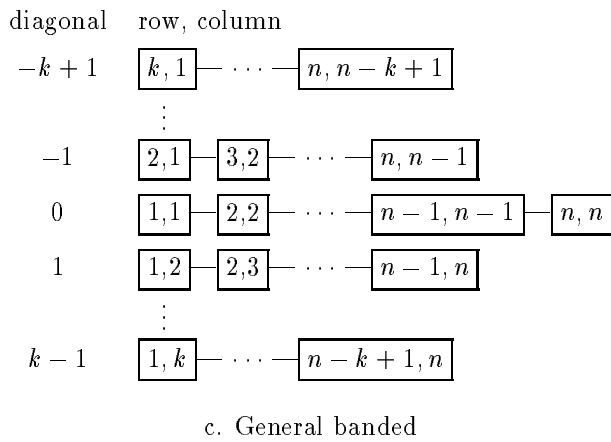 diagonal row, column
−k + 1 k, 1 ··· n, n − k + 1
⋮
−1 2,1 3,2 ··· n, n − 1
0 1,1 2,2 ··· n − 1, n − 1 n, n
1 1,2 2,3 ··· n − 1, n
⋮
k − 1 1, k ··· n − k + 1, n
c. General banded